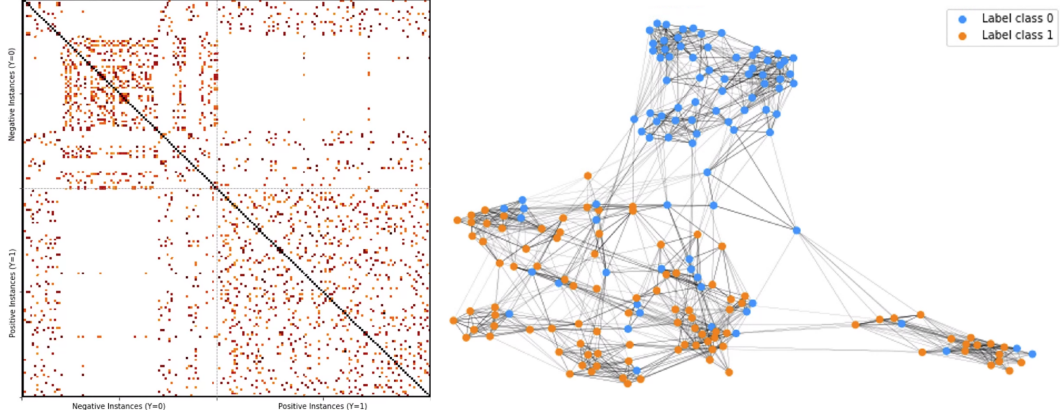 Negative Instances (Y=0)
Positive Instances (Y=1)
Negative Instances (Y=0)
Positive Instances (Y=1)
Label class 0
Label class 1